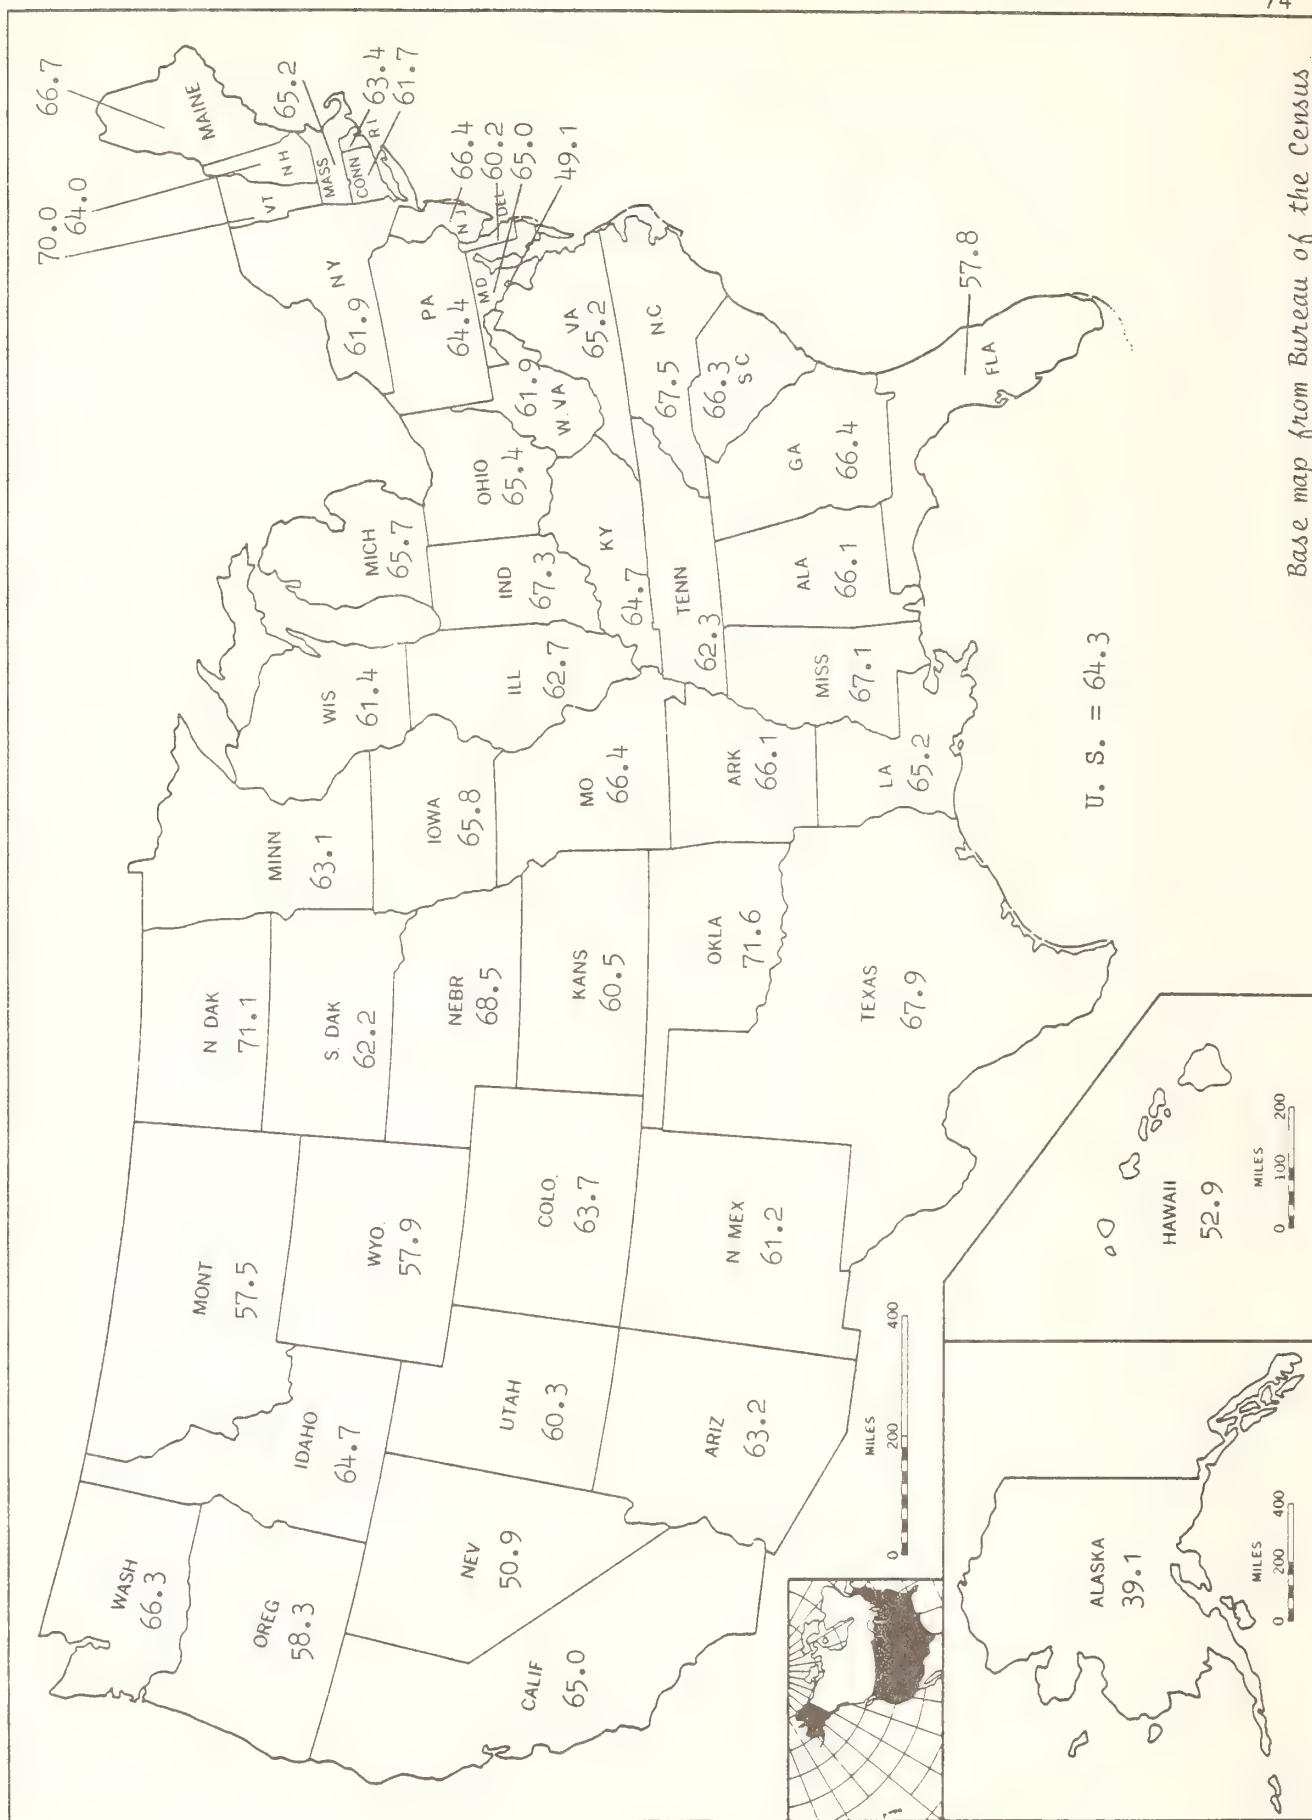 74
66.7
MAINE
70.0
64.0
VT
NH
65.2
MASS
63.4
RI
61.7
CONN
NY
61.9
PA
64.4
66.4
NJ
60.2
DEL
65.0
MD
49.1
WASH
66.3
OREG
58.3
CALIF
65.0
NEV
50.9
IDAHO
64.7
MONT
57.5
WYO.
57.9
UTAH
60.3
COLO.
63.7
ARIZ
63.2
N MEX
61.2
N DAK
71.1
S. DAK
62.2
NEBR
68.5
KANS
60.5
OKLA
71.6
TEXAS
67.9
MINN
63.1
IOWA
65.8
MO
66.4
ARK
66.1
LA
65.2
WIS
61.4
ILL
62.7
MICH
65.7
IND
67.3
OHIO
65.4
KY
64.7
TENN
62.3
MISS
67.1
ALA
66.1
GA
66.4
W. VA
61.9
VA
65.2
N.C
67.5
66.3
S C
57.8
FLA
U. S. = 64.3
MILES
0 200 400
ALASKA
39.1
MILES
0 200 400
HAWAII
52.9
MILES
0 100 200
Base map from Bureau of the Census